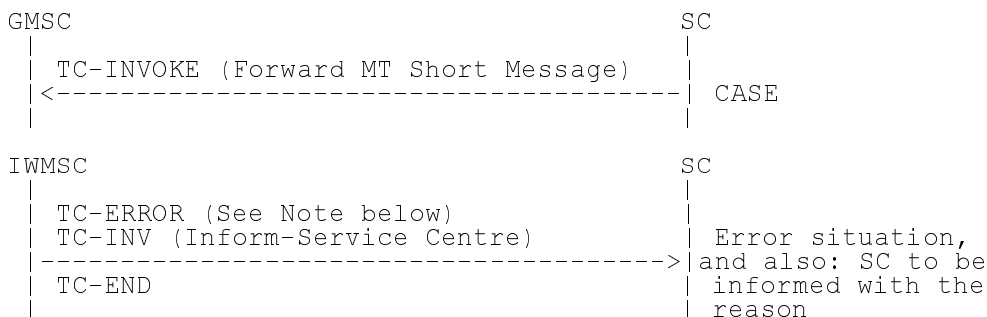 GMSC SC
TC-INVOKE (Forward MT Short Message)
CASE
IWMSC SC
TC-ERROR (See Note below)
TC-INV (Inform-Service Centre) Error situation,
and also: SC to be
TC-END informed with the
reason